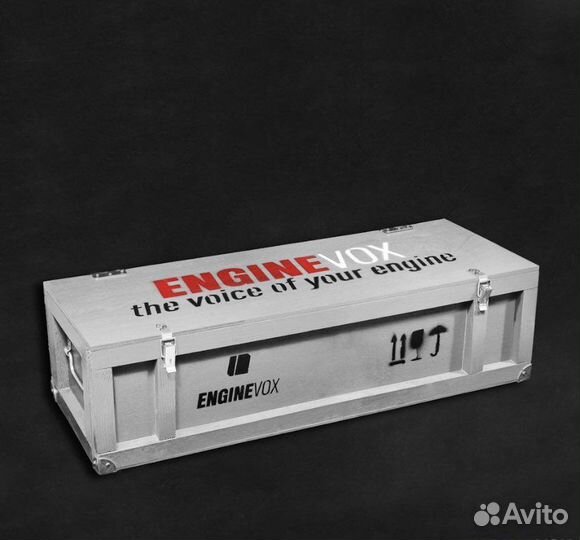 ENGINEVOX
the voice of your engine
ENGINEVOX
Avito